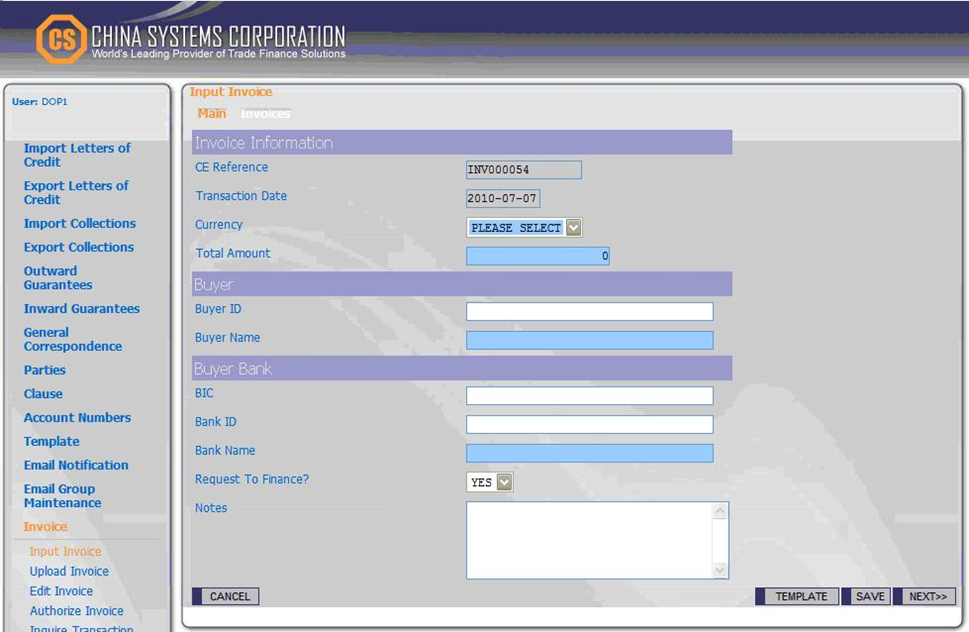 CS
CHINA SYSTEMS CORPORATION
World's Leading Provider of Trade Finance Solutions
User: DOP1
Import Letters of
Credit
Export Letters of
Credit
Import Collections
Export Collections
Outward
Guarantees
Inward Guarantees
General
Correspondence
Parties
Clause
Account Numbers
Template
Email Notification
Email Group
Maintenance
Invoice
Input Invoice
Upload Invoice
Edit Invoice
Authorize Invoice
Inquire Transaction
Input Invoice
Main Invoices
Invoice Information
CE Reference INV000054
Transaction Date 2010-07-07
Currency PLEASE SELECT
Total Amount 0
Buyer
Buyer ID
Buyer Name
Buyer Bank
BIC
Bank ID
Bank Name
Request To Finance? YES
Notes
CANCEL TEMPLATE SAVE NEXT>>